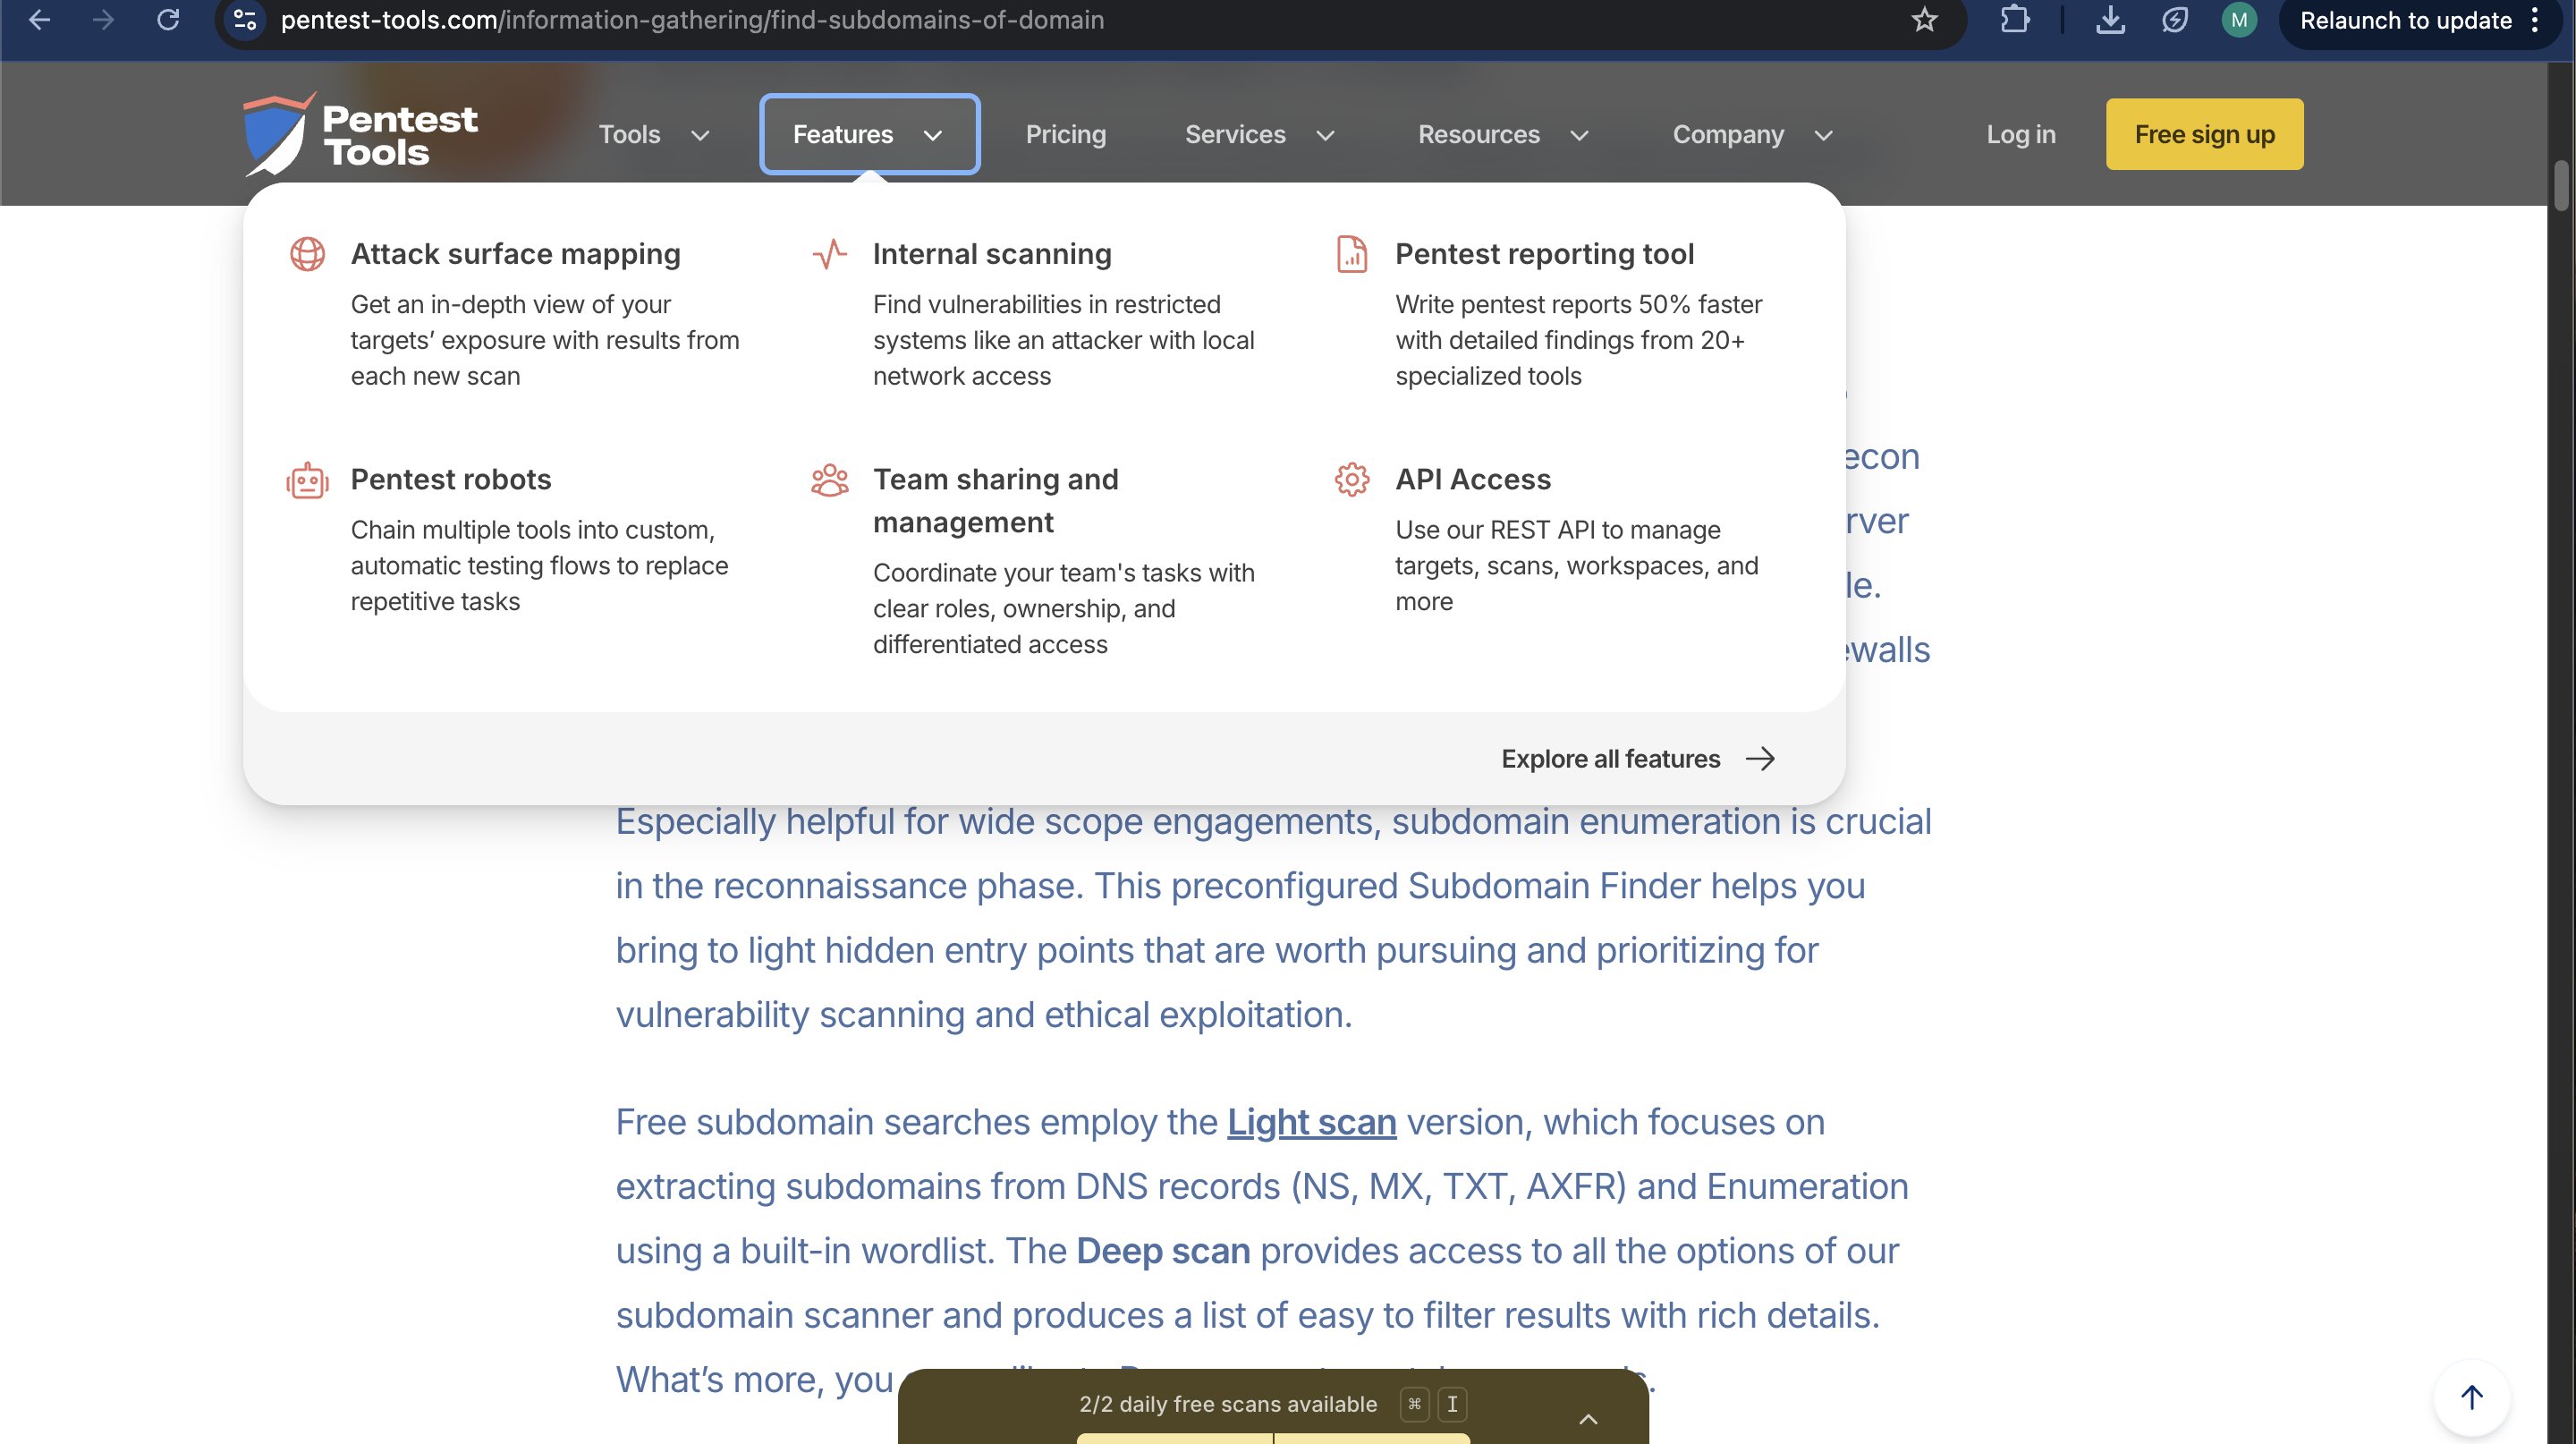 pentest-tools.com/information-gathering/find-subdomains-of-domain
M
Relaunch to update
Pentest
Tools
Tools
Features
Pricing
Services
Resources
Company
Log in
Free sign up
Attack surface mapping
Get an in-depth view of your
targets’ exposure with results from
each new scan
Internal scanning
Find vulnerabilities in restricted
systems like an attacker with local
network access
Pentest reporting tool
Write pentest reports 50% faster
with detailed findings from 20+
specialized tools
Pentest robots
Chain multiple tools into custom,
automatic testing flows to replace
repetitive tasks
Team sharing and
management
Coordinate your team's tasks with
clear roles, ownership, and
differentiated access
API Access
Use our REST API to manage
targets, scans, workspaces, and
more
Explore all features
Especially helpful for wide scope engagements, subdomain enumeration is crucial
in the reconnaissance phase. This preconfigured Subdomain Finder helps you
bring to light hidden entry points that are worth pursuing and prioritizing for
vulnerability scanning and ethical exploitation.
Free subdomain searches employ the Light scan version, which focuses on
extracting subdomains from DNS records (NS, MX, TXT, AXFR) and Enumeration
using a built-in wordlist. The Deep scan provides access to all the options of our
subdomain scanner and produces a list of easy to filter results with rich details.
What’s more, you
2/2 daily free scans available ⌘ I